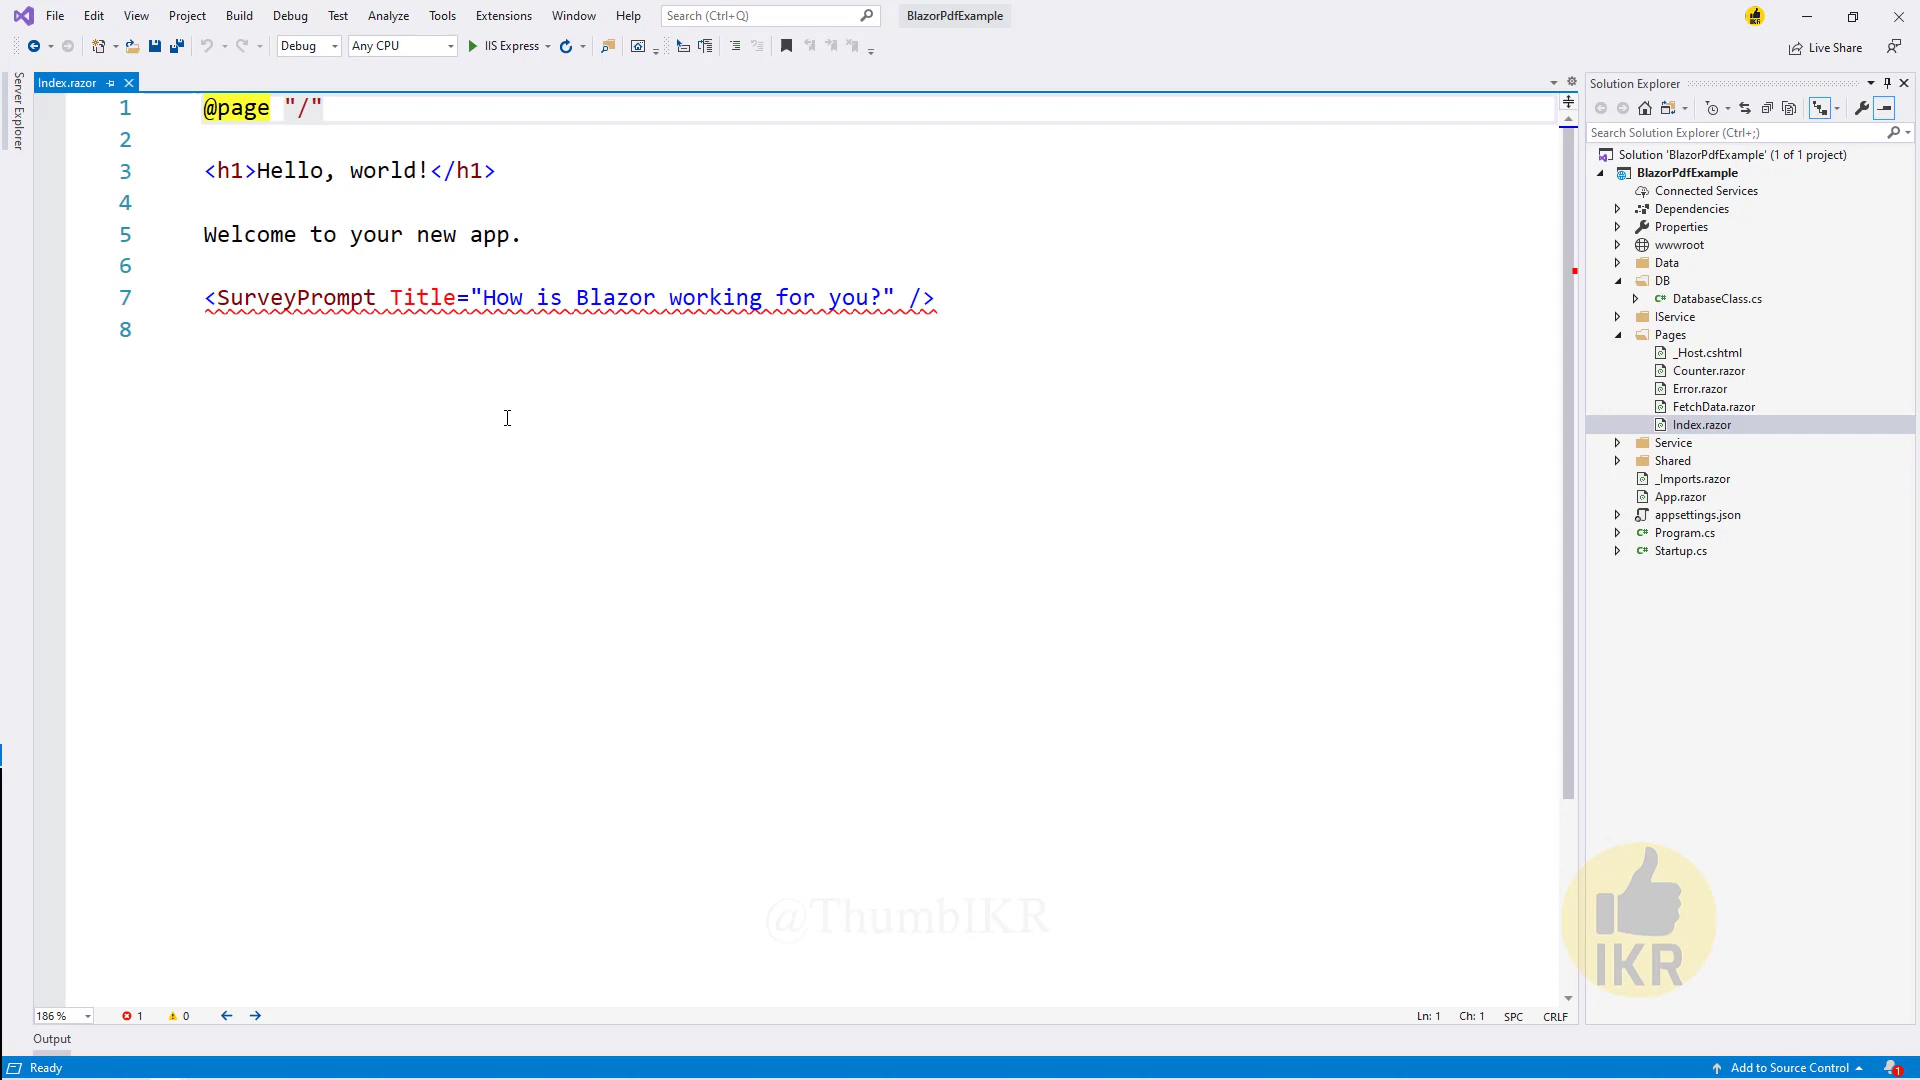 File Edit View Project Build Debug Test Analyze Tools Extensions Window Help Search (Ctrl+Q) BlazorPdfExample
Debug Any CPU IIS Express Live Share
Server Explorer
Index.razor
1 @page "/"
2
3 <h1>Hello, world!</h1>
4
5 Welcome to your new app.
6
7 <SurveyPrompt Title="How is Blazor working for you?" />
8
Solution Explorer
Search Solution Explorer (Ctrl+;)
Solution 'BlazorPdfExample' (1 of 1 project)
BlazorPdfExample
Connected Services
Dependencies
Properties
wwwroot
Data
DB
C# DatabaseClass.cs
IService
Pages
_Host.cshtml
Counter.razor
Error.razor
FetchData.razor
Index.razor
Service
Shared
_Imports.razor
App.razor
appsettings.json
C# Program.cs
C# Startup.cs
@ThumbIKR
IKR
186 % 1 0 Ln: 1 Ch: 1 SPC CRLF
Output
Ready Add to Source Control 1